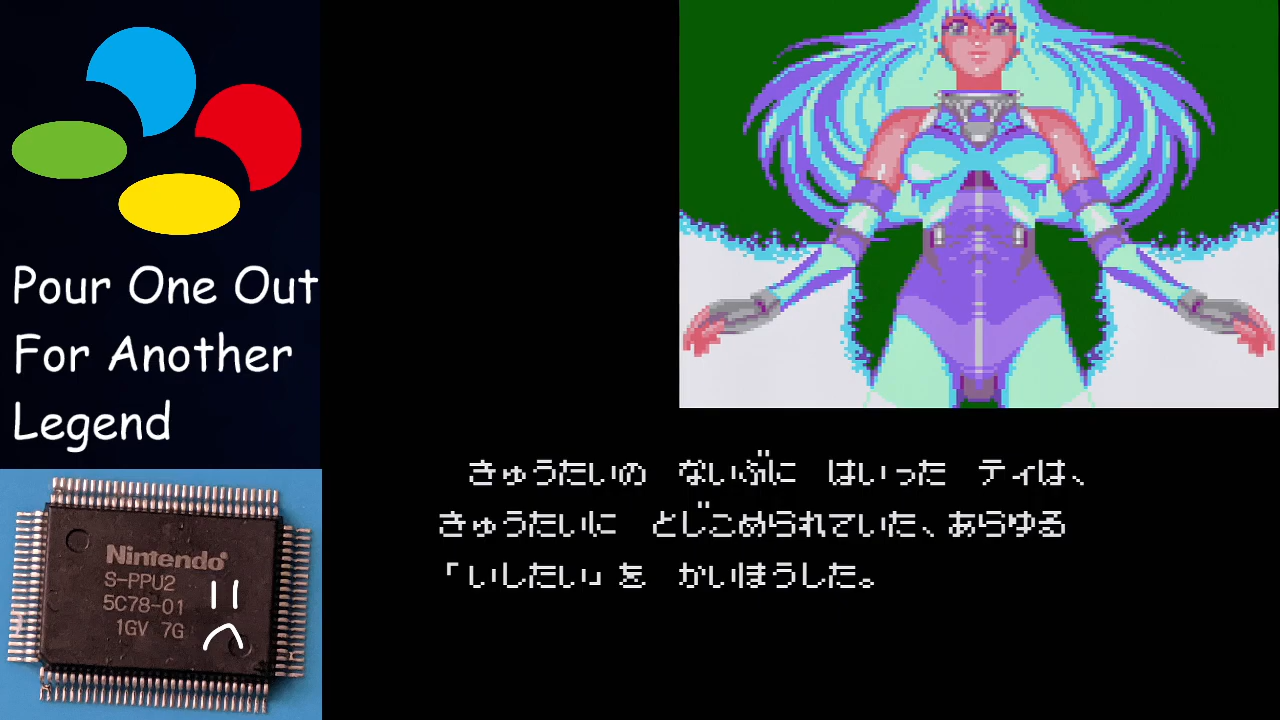 Pour One Out
For Another
Legend
Nintendo®
S-PPU2
5C78-01
1GV 7G
きゅうたいの　ないぶに　はいった　ティは、
きゅうたいに　とじこめられていた、あらゆる
「いしたい」を　かいほうした。